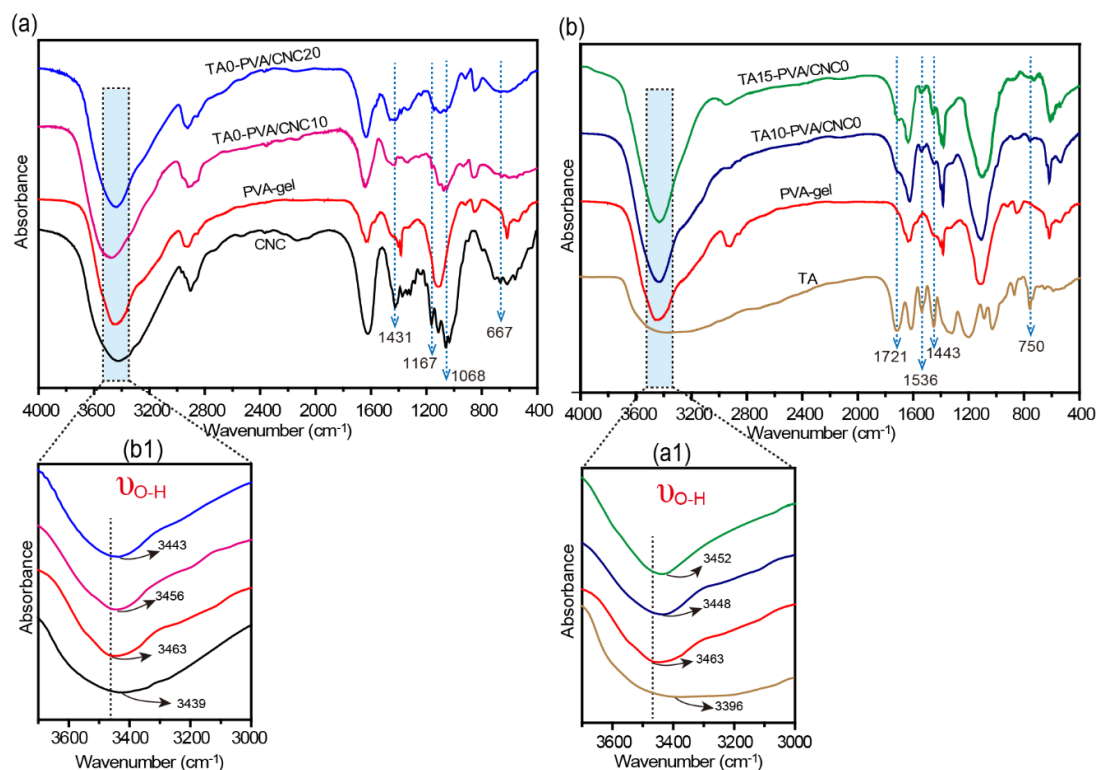 (a)
TA0-PVA/CNC20
TA0-PVA/CNC10
PVA-gel
CNC
1431
1167
1068
667
Absorbance
4000 3600 3200 2800 2400 2000 1600 1200 800 400
Wavenumber (cm⁻¹)
(b)
TA15-PVA/CNC0
TA10-PVA/CNC0
PVA-gel
TA
1721
1536
1443
750
Absorbance
4000 3600 3200 2800 2400 2000 1600 1200 800 400
Wavenumber (cm⁻¹)
(b1)
υO-H
3443
3456
3463
3439
Absorbance
3600 3400 3200 3000
Wavenumber (cm⁻¹)
(a1)
υO-H
3452
3448
3463
3396
Absorbance
3600 3400 3200 3000
Wavenumber (cm⁻¹)